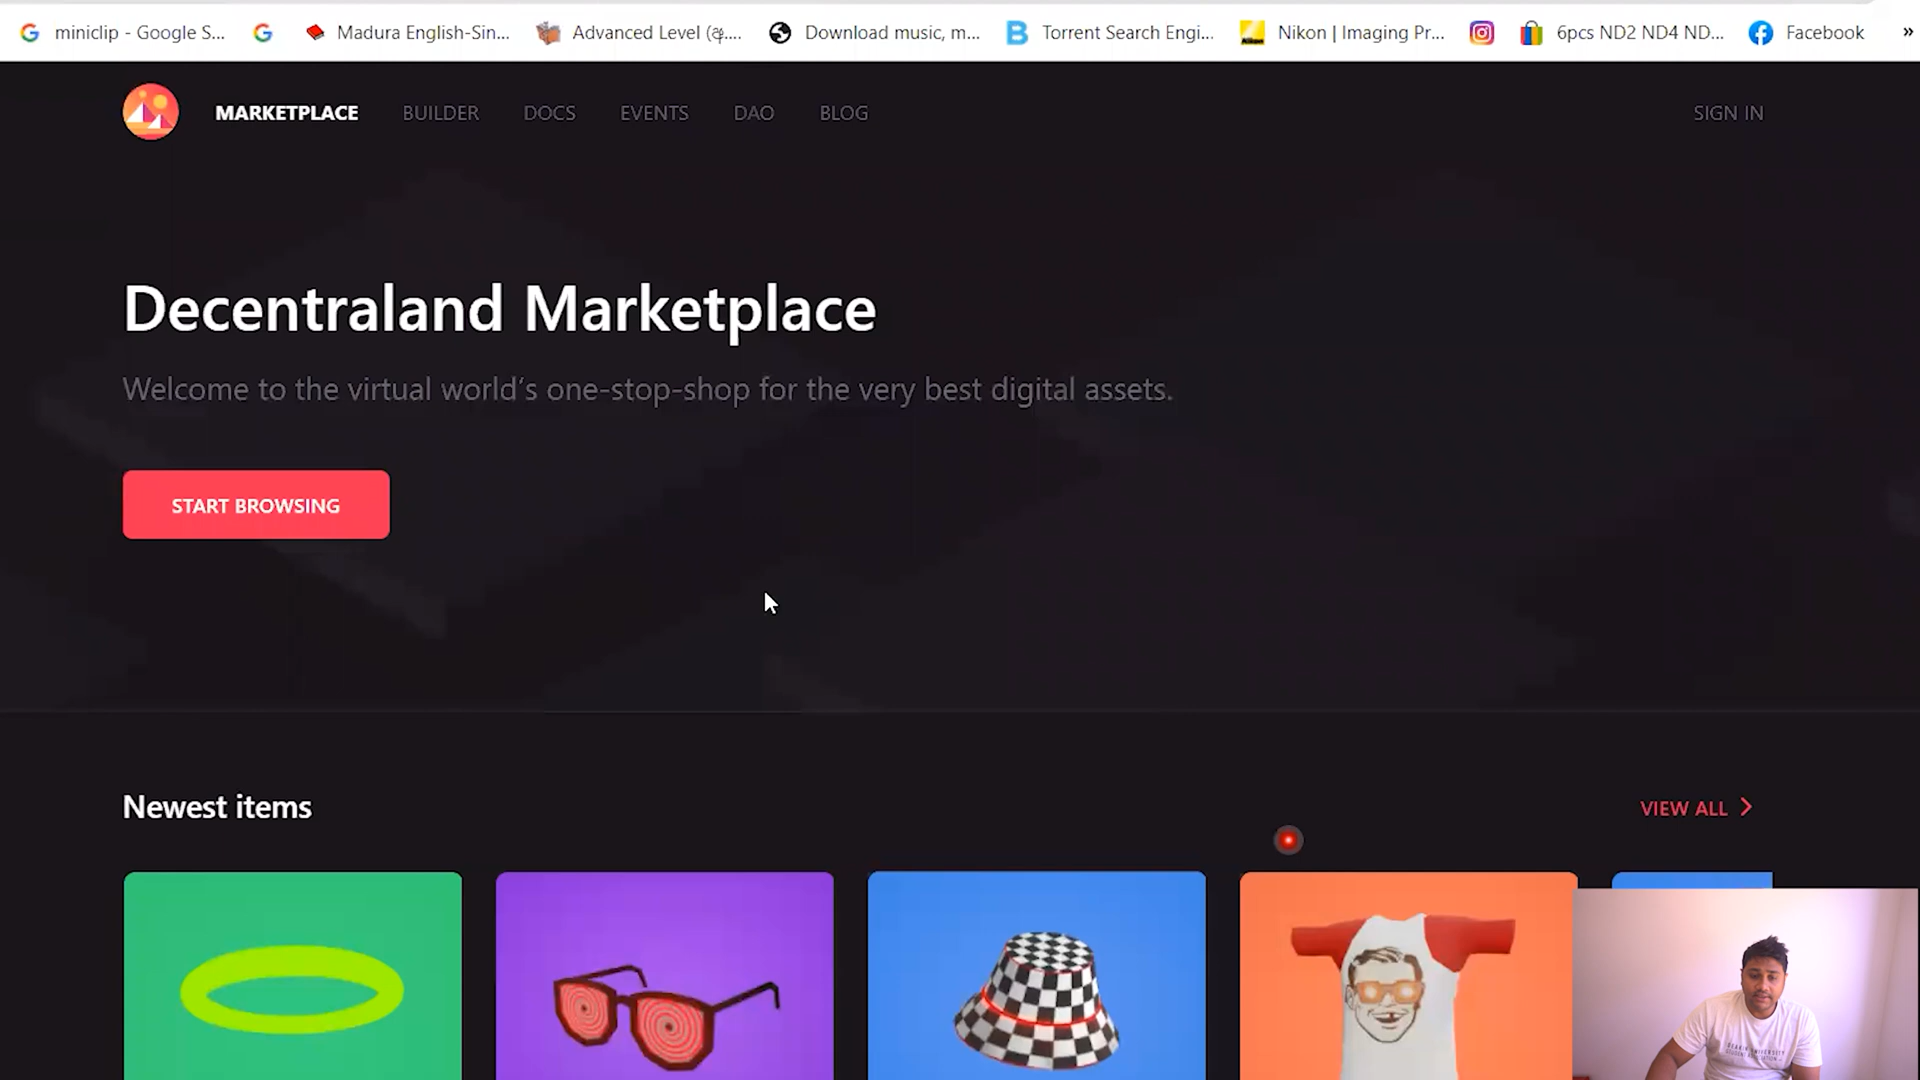 miniclip - Google S...
Madura English-Sin...
Advanced Level (අ....
Download music, m...
Torrent Search Engi...
Nikon | Imaging Pr...
6pcs ND2 ND4 ND...
Facebook
»
MARKETPLACE
BUILDER
DOCS
EVENTS
DAO
BLOG
SIGN IN
Decentraland Marketplace
Welcome to the virtual world's one-stop-shop for the very best digital assets.
START BROWSING
Newest items
VIEW ALL
DEAKIN UNIVERSITY